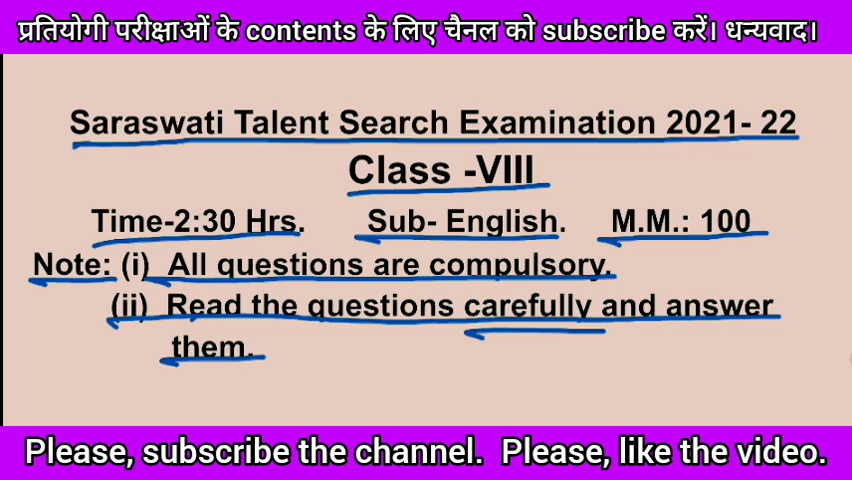 प्रतियोगी परीक्षाओं के contents के लिए चैनल को subscribe करें। धन्यवाद।
Saraswati Talent Search Examination 2021- 22
Class -VIII
Time-2:30 Hrs. Sub- English. M.M.: 100
Note: (i) All questions are compulsory.
(ii) Read the questions carefully and answer
them.
Please, subscribe the channel. Please, like the video.